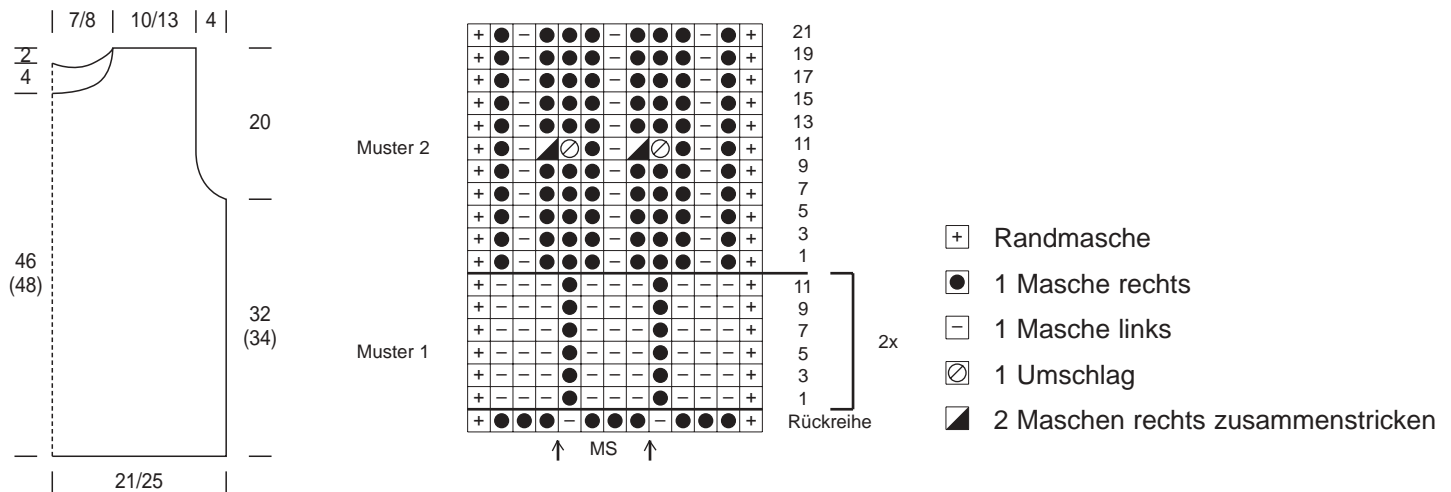 7/8 10/13 4
2
4
20
46
(48)
32
(34)
21/25
+ ● − ● ● ● − ● ● ● − ● + 21
+ ● − ● ● ● − ● ● ● − ● + 19
+ ● − ● ● ● − ● ● ● − ● + 17
+ ● − ● ● ● − ● ● ● − ● + 15
+ ● − ● ● ● − ● ● ● − ● + 13
Muster 2 + ● − ◢ ⊘ ● − ◢ ⊘ ● − ● + 11
+ ● − ● ● ● − ● ● ● − ● + 9
+ ● − ● ● ● − ● ● ● − ● + 7
+ ● − ● ● ● − ● ● ● − ● + 5
+ ● − ● ● ● − ● ● ● − ● + 3
+ ● − ● ● ● − ● ● ● − ● + 1
+ − − − ● − − − ● − − − + 11
+ − − − ● − − − ● − − − + 9
+ − − − ● − − − ● − − − + 7
Muster 1 + − − − ● − − − ● − − − + 5
+ − − − ● − − − ● − − − + 3
+ − − − ● − − − ● − − − + 1
2x
+ ● ● ● − ● ● ● − ● ● ● + Rückreihe
↑ MS ↑
+ Randmasche
● 1 Masche rechts
− 1 Masche links
⊘ 1 Umschlag
◢ 2 Maschen rechts zusammenstricken